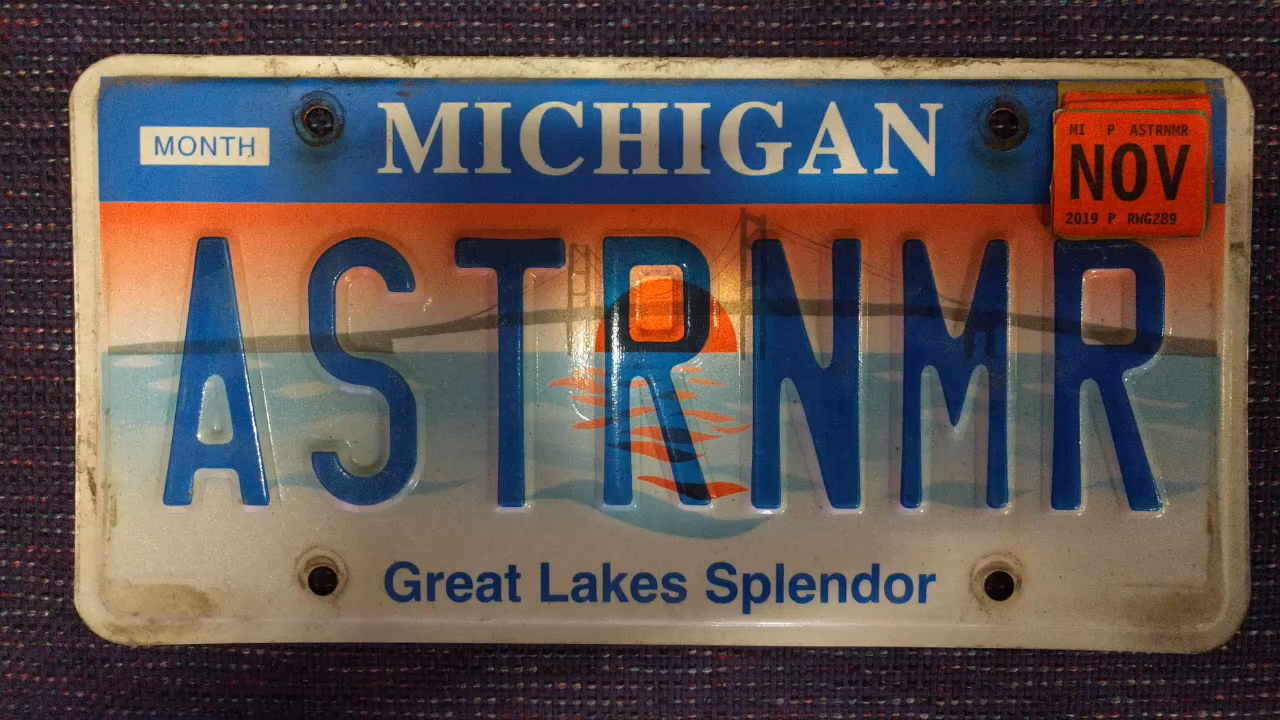 MICHIGAN
MONTH
MI P ASTRNMR
NOV
2019 P RWG289
ASTRNMR
Great Lakes Splendor